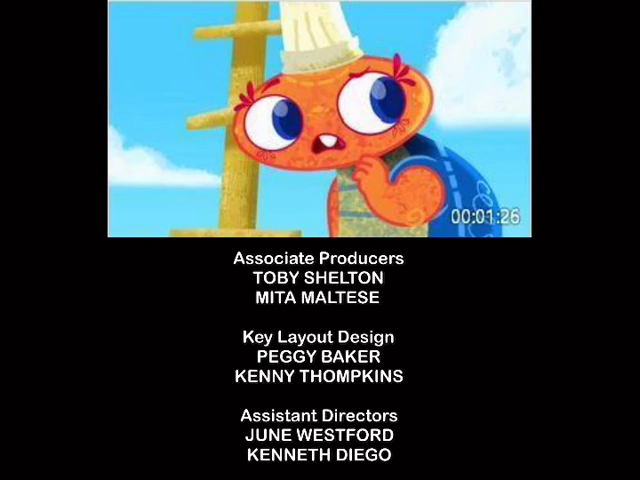 00:01:26
Associate Producers
TOBY SHELTON
MITA MALTESE
Key Layout Design
PEGGY BAKER
KENNY THOMPKINS
Assistant Directors
JUNE WESTFORD
KENNETH DIEGO